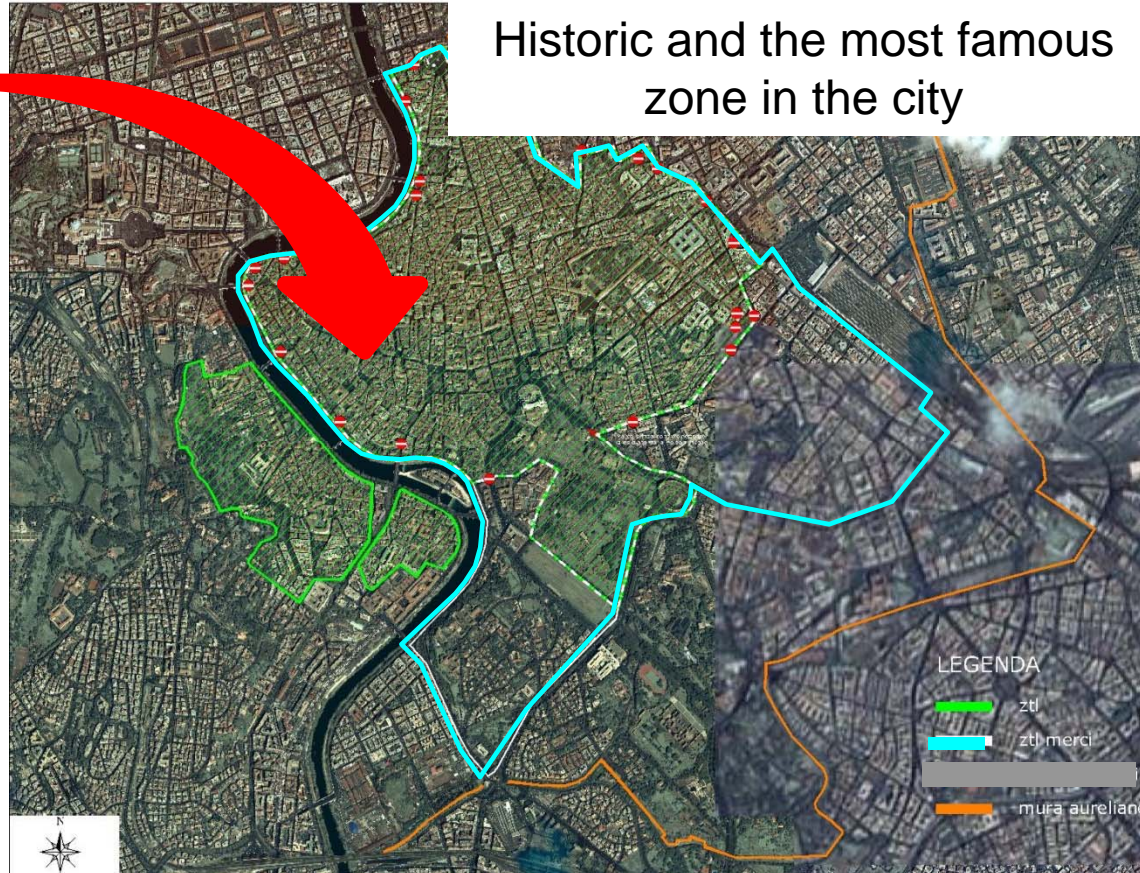 Historic and the most famous
zone in the city
LEGENDA
ztl
ztl merci
mura aureliane
N